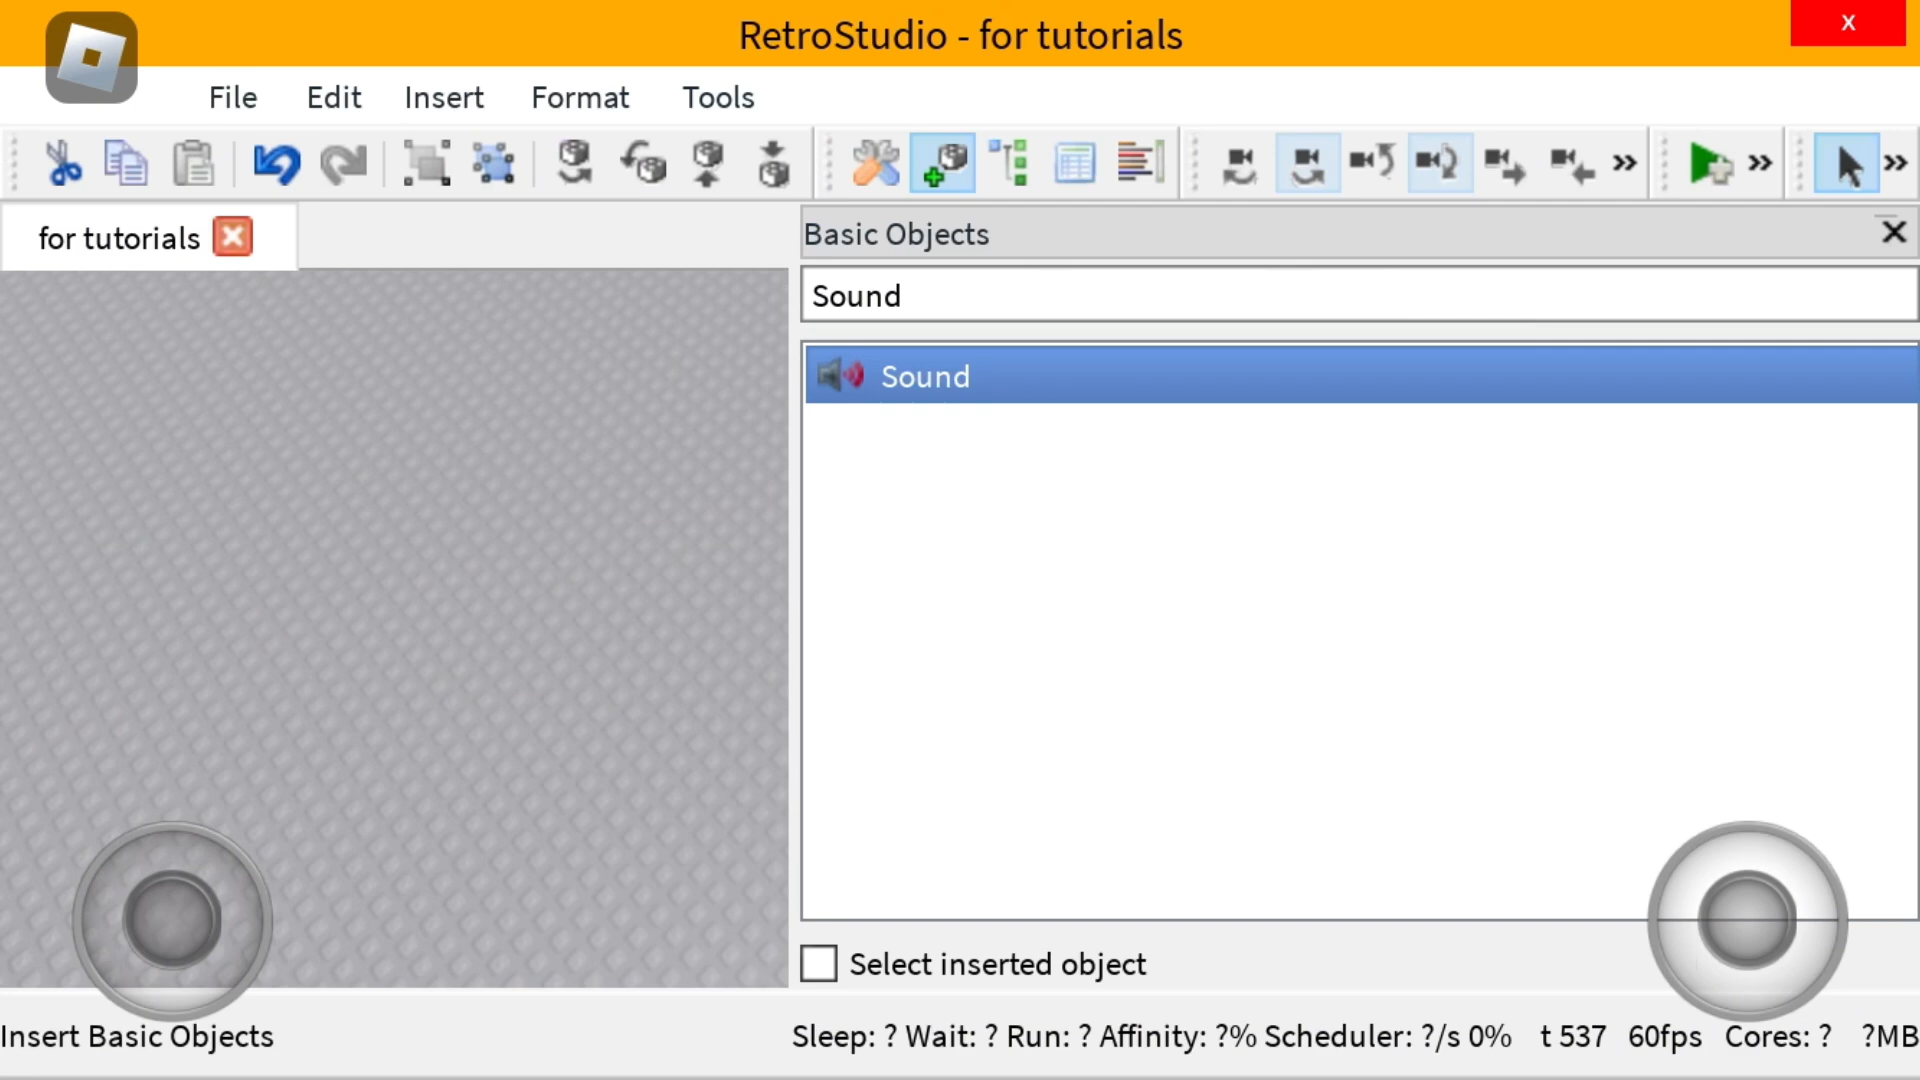 RetroStudio - for tutorials
x
File Edit Insert Format Tools
for tutorials
Basic Objects
Sound
Sound
Select inserted object
Insert Basic Objects
Sleep: ? Wait: ? Run: ? Affinity: ?% Scheduler: ?/s 0% t 537 60fps Cores: ? ?MB